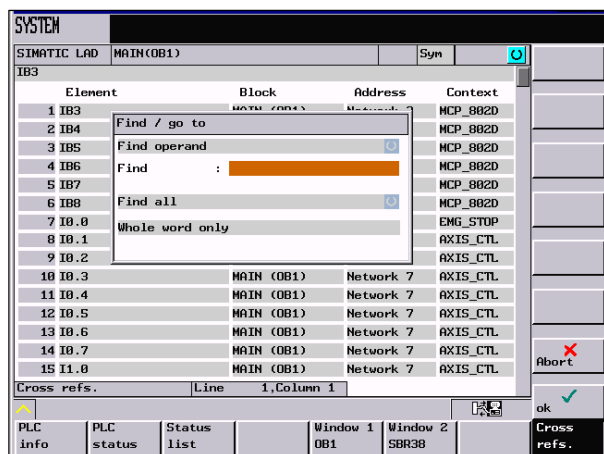 SYSTEM
SIMATIC LAD MAIN(OB1) Sym
IB3
Element Block Address Context
1 IB3 MAIN (OB1) Network 2 MCP_802D
2 IB4 MCP_802D
3 IB5 MCP_802D
4 IB6 MCP_802D
5 IB7 MCP_802D
6 IB8 MCP_802D
7 I0.0 EMG_STOP
8 I0.1 AXIS_CTL
9 I0.2 AXIS_CTL
10 I0.3 MAIN (OB1) Network 7 AXIS_CTL
11 I0.4 MAIN (OB1) Network 7 AXIS_CTL
12 I0.5 MAIN (OB1) Network 7 AXIS_CTL
13 I0.6 MAIN (OB1) Network 7 AXIS_CTL
14 I0.7 MAIN (OB1) Network 7 AXIS_CTL
15 I1.0 MAIN (OB1) Network 7 AXIS_CTL
Find / go to
Find operand
Find :
Find all
Whole word only
Cross refs. Line 1,Column 1
Abort
ok
PLC info
PLC status
Status list
Window 1 OB1
Window 2 SBR38
Cross refs.